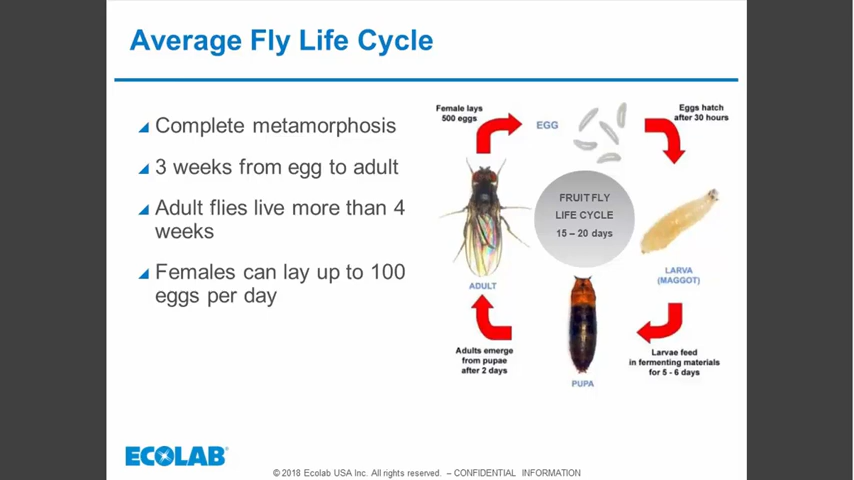 Average Fly Life Cycle
Complete metamorphosis
3 weeks from egg to adult
Adult flies live more than 4
weeks
Females can lay up to 100
eggs per day
Female lays
500 eggs
EGG
Eggs hatch
after 30 hours
FRUIT FLY
LIFE CYCLE
15 – 20 days
LARVA
(MAGGOT)
ADULT
Adults emerge
from pupae
after 2 days
PUPA
Larvae feed
in fermenting materials
for 5 - 6 days
ECOLAB®
© 2018 Ecolab USA Inc. All rights reserved. – CONFIDENTIAL INFORMATION